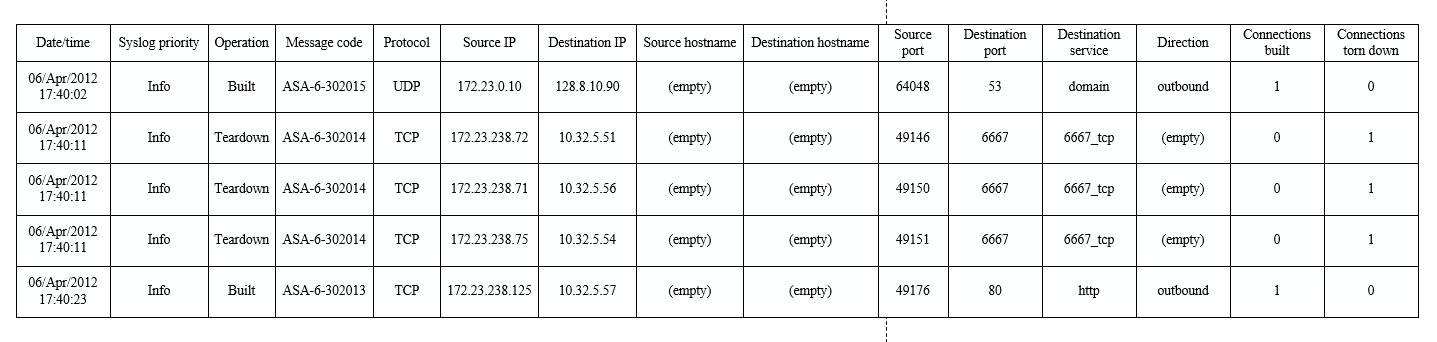 Date/time Syslog priority Operation Message code Protocol Source IP Destination IP Source hostname Destination hostname Source port Destination port Destination service Direction Connections built Connections torn down
06/Apr/2012 17:40:02 Info Built ASA-6-302015 UDP 172.23.0.10 128.8.10.90 (empty) (empty) 64048 53 domain outbound 1 0
06/Apr/2012 17:40:11 Info Teardown ASA-6-302014 TCP 172.23.238.72 10.32.5.51 (empty) (empty) 49146 6667 6667_tcp (empty) 0 1
06/Apr/2012 17:40:11 Info Teardown ASA-6-302014 TCP 172.23.238.71 10.32.5.56 (empty) (empty) 49150 6667 6667_tcp (empty) 0 1
06/Apr/2012 17:40:11 Info Teardown ASA-6-302014 TCP 172.23.238.75 10.32.5.54 (empty) (empty) 49151 6667 6667_tcp (empty) 0 1
06/Apr/2012 17:40:23 Info Built ASA-6-302013 TCP 172.23.238.125 10.32.5.57 (empty) (empty) 49176 80 http outbound 1 0